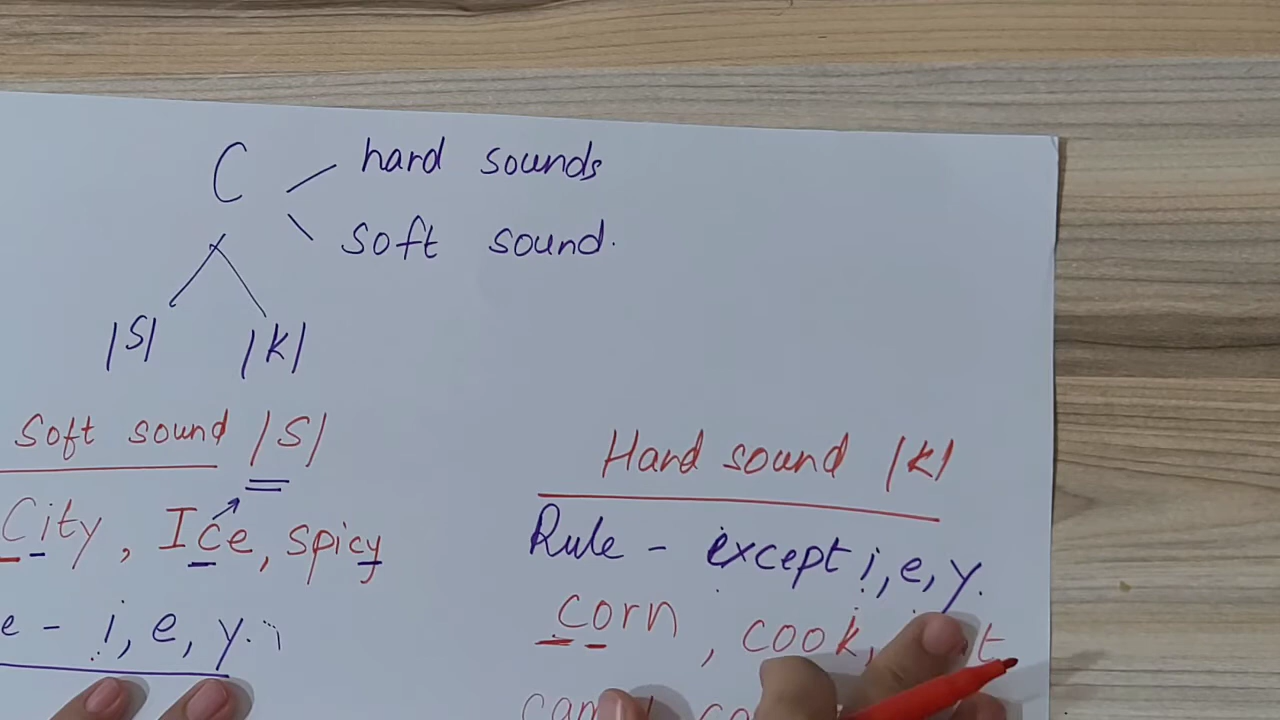 C hard sounds
soft sound.
/S/ /K/
Soft sound /S/
City, Ice, spicy
e - i, e, y.
Hard sound /K/
Rule - except i, e, y.
corn, cook,